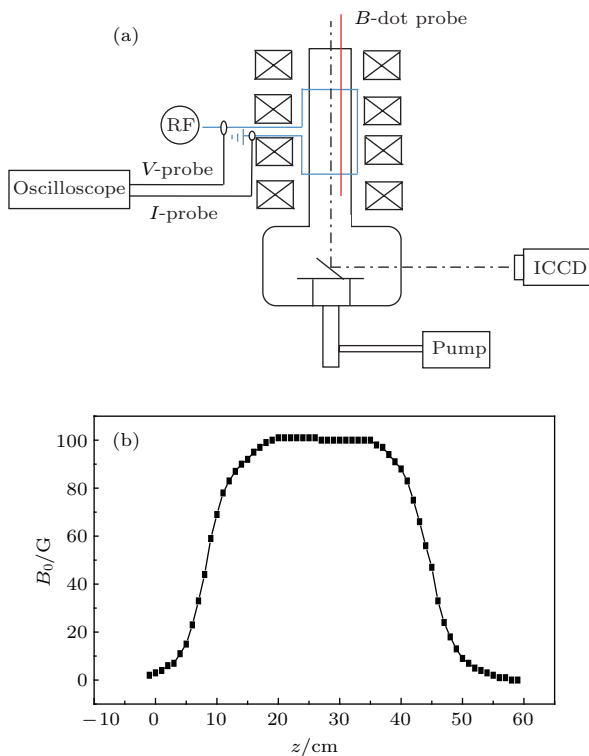 (a)
B-dot probe
RF
V-probe
Oscilloscope
I-probe
ICCD
Pump
(b)
100
80
60
40
20
0
B0/G
−10 0 10 20 30 40 50 60
z/cm